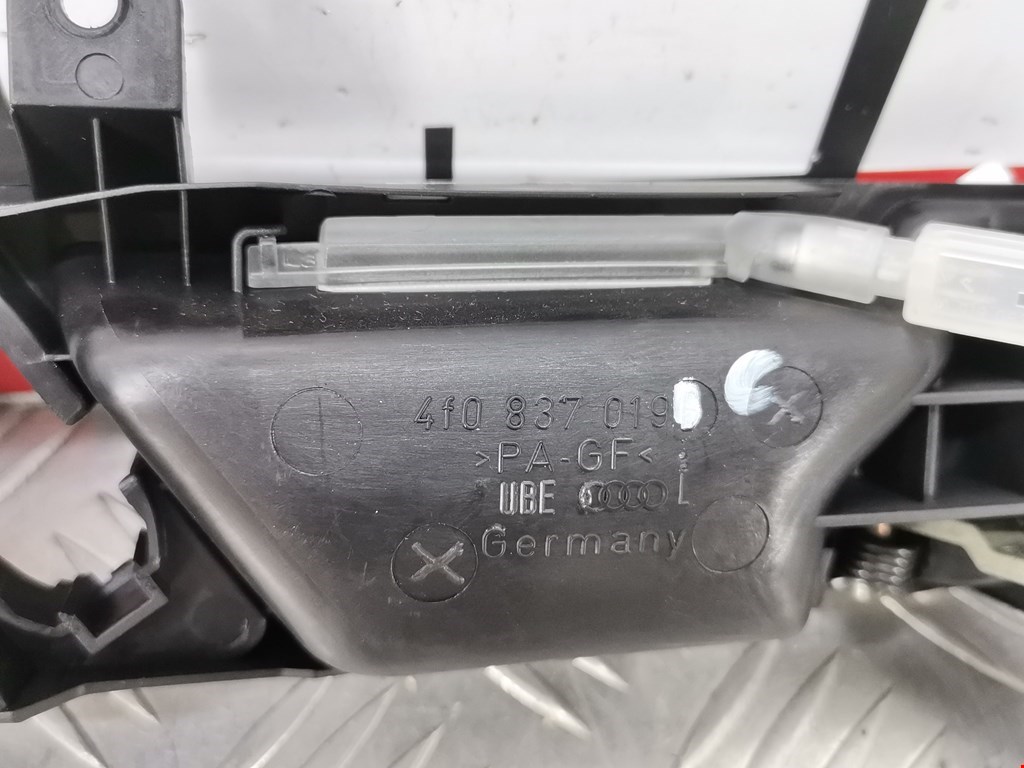 4f0 837 019
>PA-GF<
UBE L
Germany